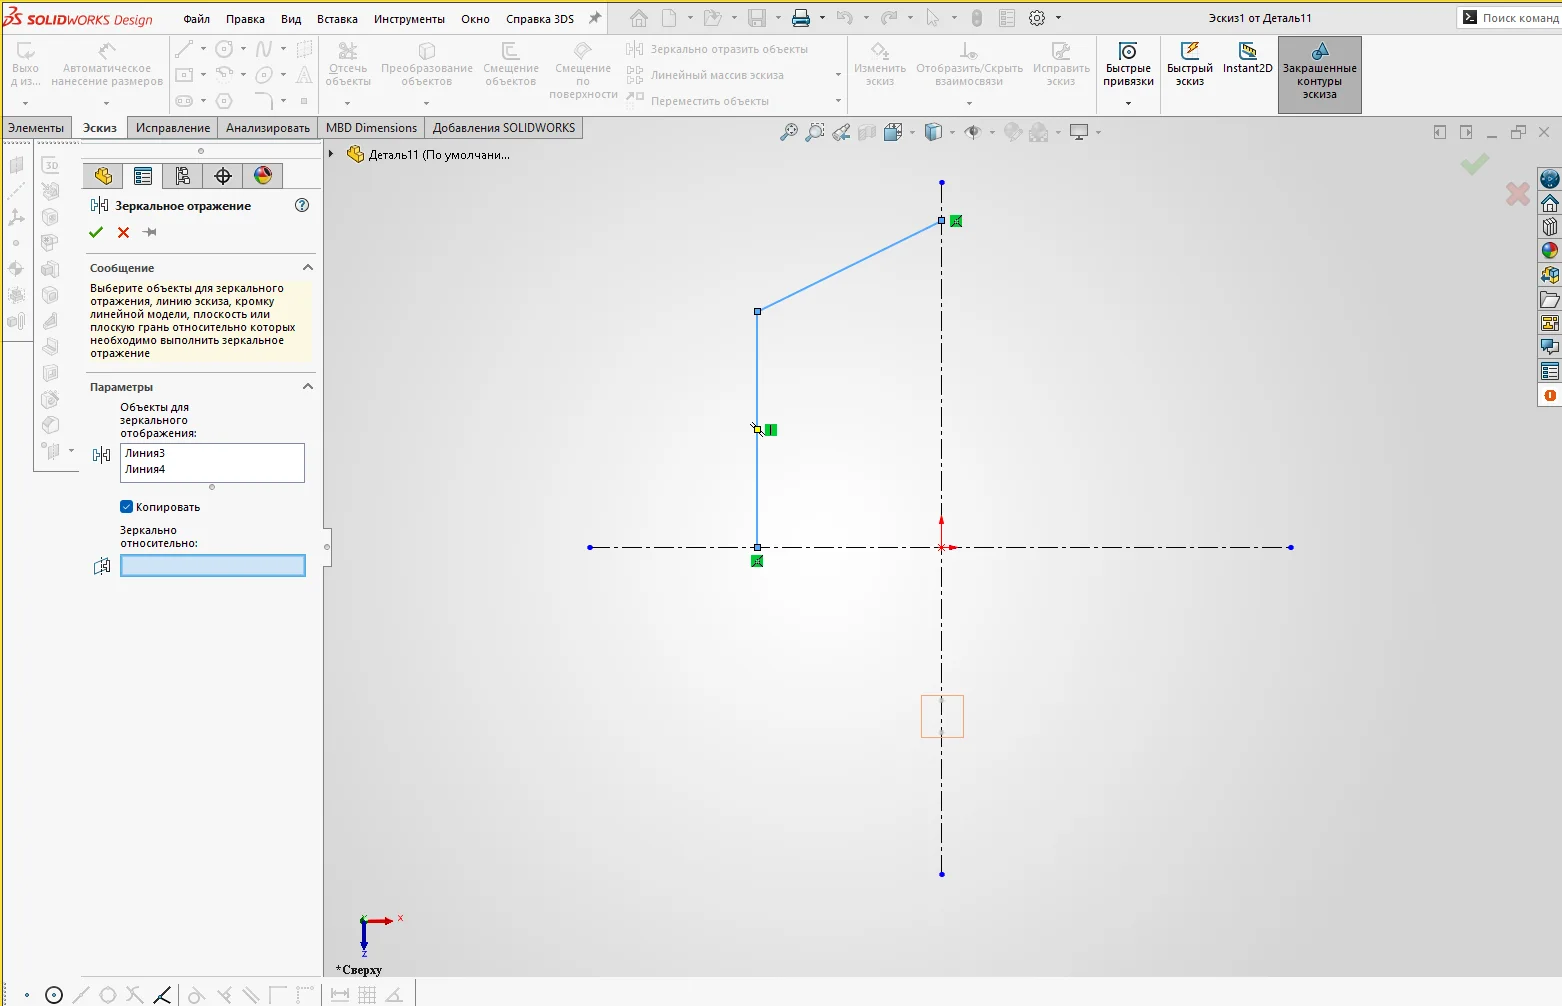 SOLIDWORKS Design
Файл Правка Вид Вставка Инструменты Окно Справка 3DS
Эскиз1 от Деталь11
Поиск команд
Выхо
д из...
Автоматическое
нанесение размеров
Отсечь
объекты
Преобразование
объектов
Смещение
объектов
Смещение
по
поверхности
Зеркально отразить объекты
Линейный массив эскиза
Переместить объекты
Изменить
эскиз
Отобразить/Скрыть
взаимосвязи
Исправить
эскиз
Быстрые
привязки
Быстрый
эскиз
Instant2D
Закрашенные
контуры
эскиза
Элементы Эскиз Исправление Анализировать MBD Dimensions Добавления SOLIDWORKS
Деталь11 (По умолчани...
3D
Зеркальное отражение
Сообщение
Выберите объекты для зеркального
отражения, линию эскиза, кромку
линейной модели, плоскость или
плоскую грань относительно которых
необходимо выполнить зеркальное
отражение
Параметры
Объекты для
зеркального
отображения:
Линия3
Линия4
Копировать
Зеркально
относительно:
Y
X
Z
*Сверху